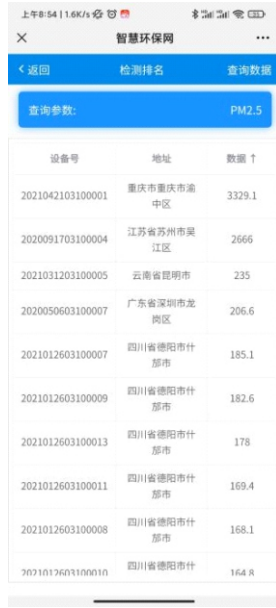 上午8:54 | 1.6K/s
31
智慧环保网
返回 检测排名 查询数据
查询参数: PM2.5
设备号 地址 数据 ↑
2021042103100001 重庆市重庆市渝中区 3329.1
2020091703100004 江苏省苏州市吴江区 2666
2021031203100005 云南省昆明市 235
2020050603100007 广东省深圳市龙岗区 206.6
2021012603100007 四川省德阳市什邡市 185.1
2021012603100009 四川省德阳市什邡市 182.6
2021012603100013 四川省德阳市什邡市 178
2021012603100011 四川省德阳市什邡市 169.4
2021012603100008 四川省德阳市什邡市 168.1
2021012603100010 四川省德阳市什 164.8